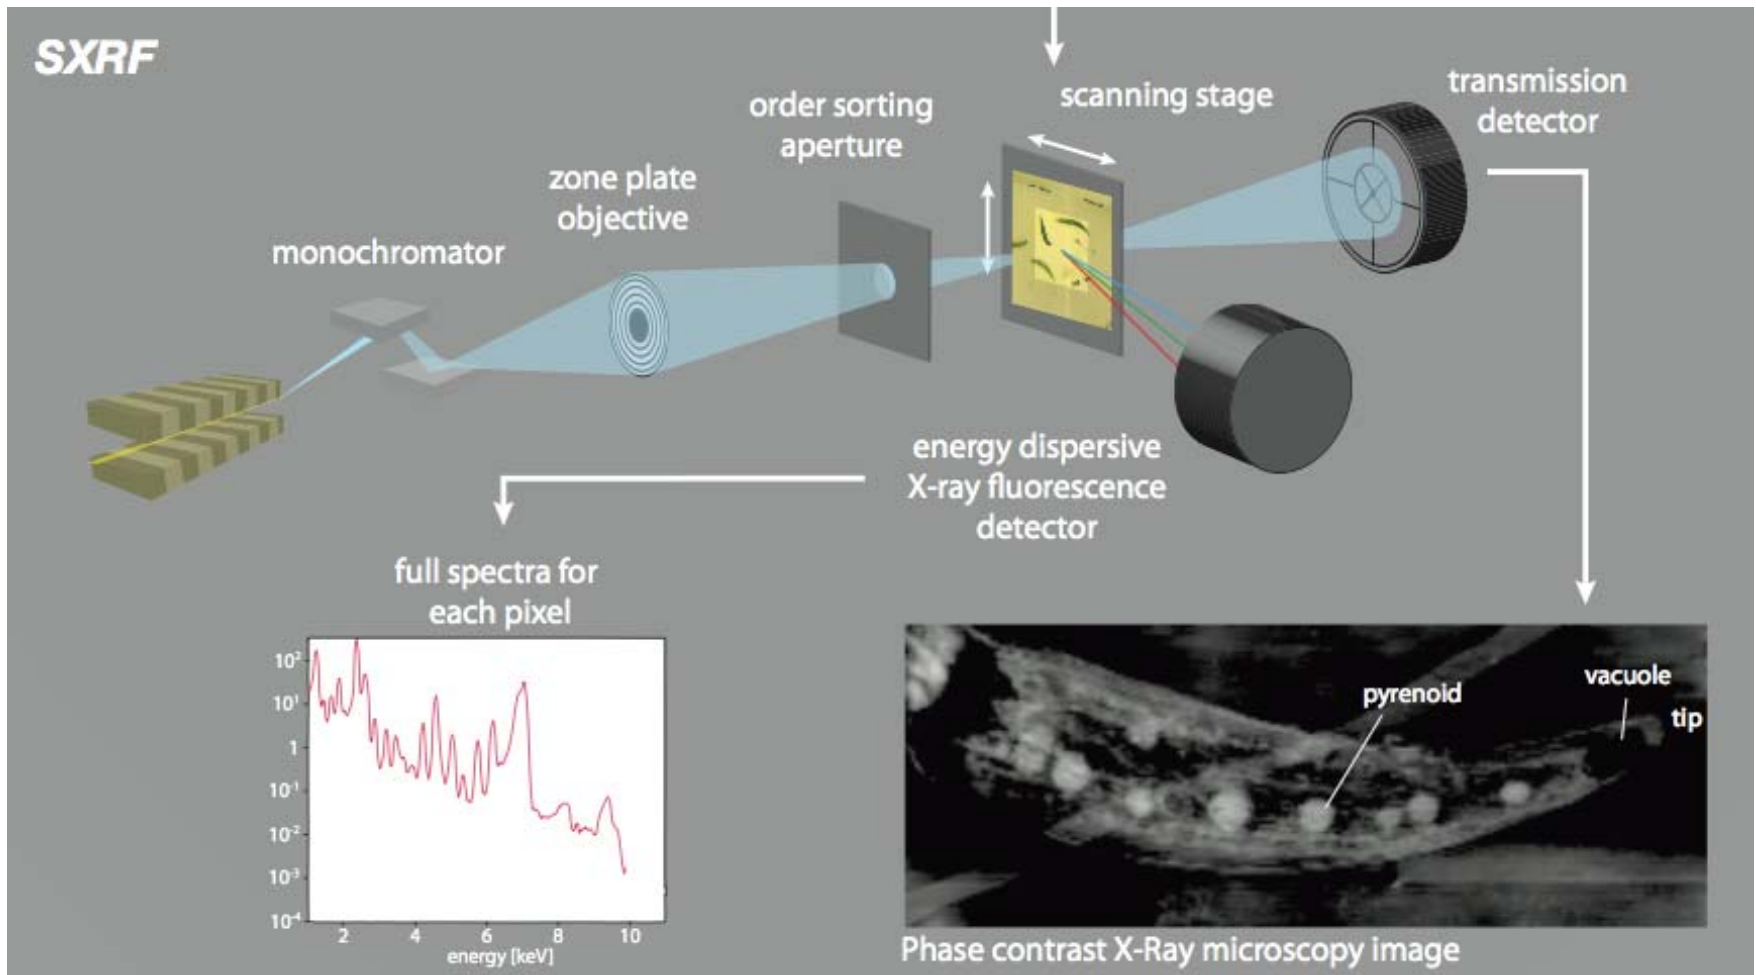 SXRF
scanning stage
transmission
detector
order sorting
aperture
zone plate
objective
monochromator
energy dispersive
X-ray fluorescence
detector
full spectra for
each pixel
10²
10¹
1
10⁻¹
10⁻²
10⁻³
10⁻⁴
2 4 6 8 10
energy [keV]
pyrenoid
vacuole
tip
Phase contrast X-Ray microscopy image